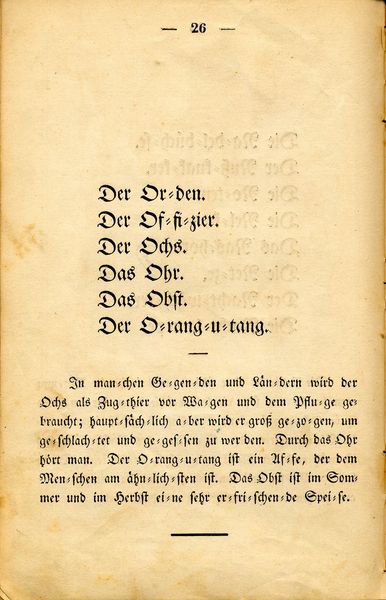 — 26 —
Der Or-den.
Der Of-fi-zier.
Der Ochs.
Das Ohr.
Das Obst.
Der O-rang-u-tang.
In man-chen Ge-gen-den und Län-dern wird der
Ochs als Zug-thier vor Wa-gen und dem Pflu-ge ge-
braucht; haupt-säch-lich a-ber wird er groß ge-zo-gen, um
ge-schlach-tet und ge-ges-sen zu wer den. Durch das Ohr
hört man. Der O-rang-u-tang ist ein Af-fe, der dem
Men-schen am ähn-lich-sten ist. Das Obst ist im Som-
mer und im Herbst ei-ne sehr er-fri-schen-de Spei-se.